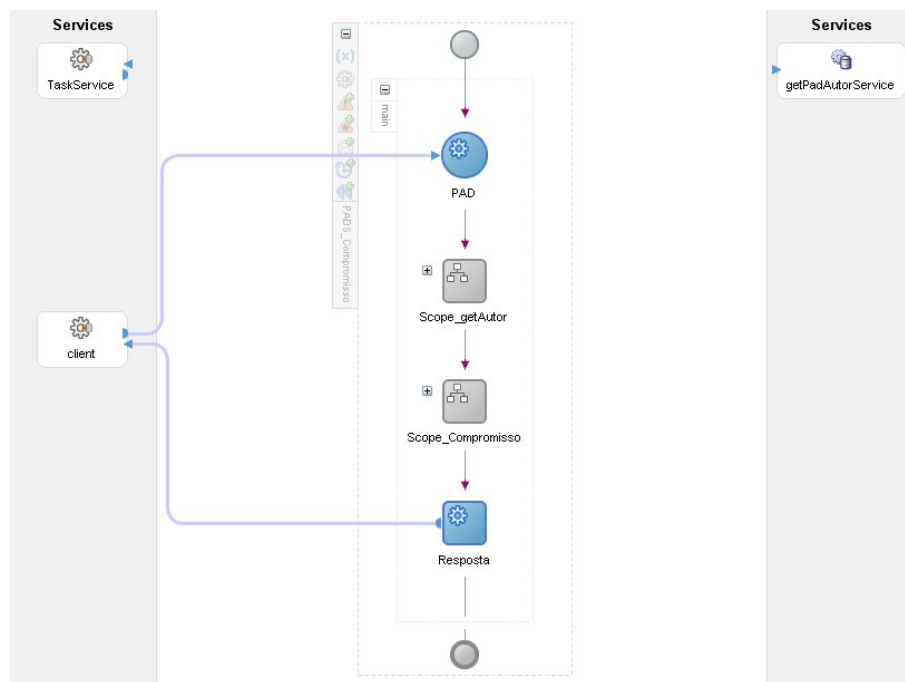 Services
TaskService
client
(x)
main
PADS_Compromisso
PAD
Scope_getAutor
Scope_Compromisso
Resposta
Services
getPadAutorService